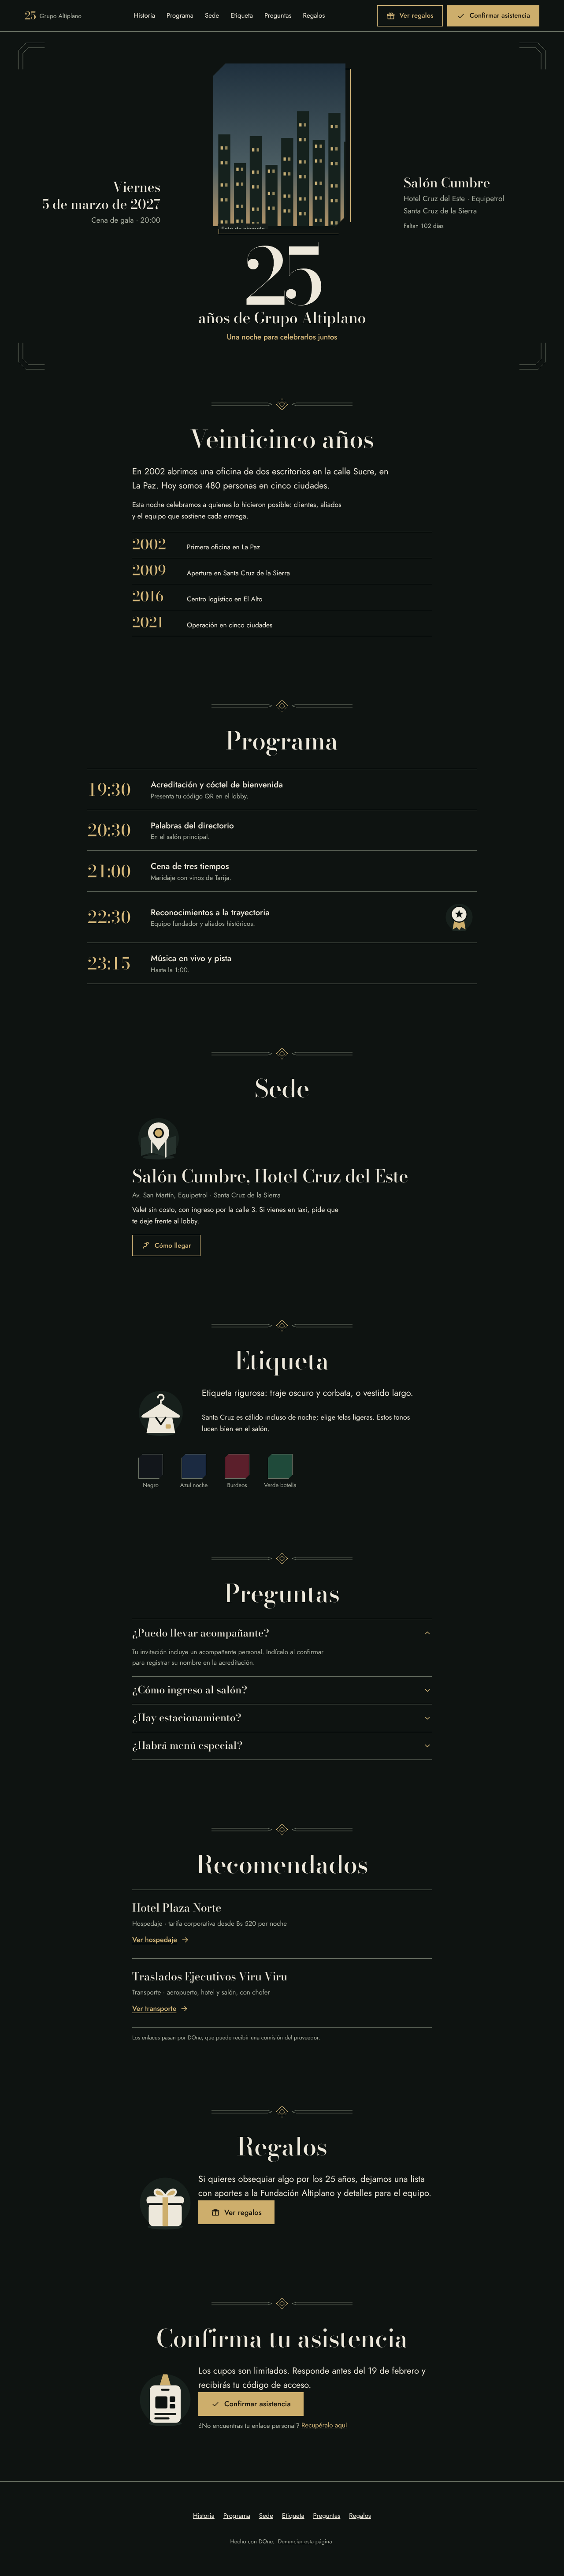 25 Grupo Altiplano
Historia
Programa
Sede
Etiqueta
Preguntas
Regalos
Ver regalos
Confirmar asistencia
Viernes
5 de marzo de 2027
Cena de gala · 20:00
Salón Cumbre
Hotel Cruz del Este · Equipetrol
Santa Cruz de la Sierra
Faltan 102 días
25
años de Grupo Altiplano
Una noche para celebrarlos juntos
Veinticinco años
En 2002 abrimos una oficina de dos escritorios en la calle Sucre, en
La Paz. Hoy somos 480 personas en cinco ciudades.
Esta noche celebramos a quienes lo hicieron posible: clientes, aliados
y el equipo que sostiene cada entrega.
2002 Primera oficina en La Paz
2009 Apertura en Santa Cruz de la Sierra
2016 Centro logístico en El Alto
2021 Operación en cinco ciudades
Programa
19:30 Acreditación y cóctel de bienvenida
Presenta tu código QR en el lobby.
20:30 Palabras del directorio
En el salón principal.
21:00 Cena de tres tiempos
Maridaje con vinos de Tarija.
22:30 Reconocimientos a la trayectoria
Equipo fundador y aliados históricos.
23:15 Música en vivo y pista
Hasta la 1:00.
Sede
Salón Cumbre, Hotel Cruz del Este
Av. San Martín, Equipetrol · Santa Cruz de la Sierra
Valet sin costo, con ingreso por la calle 3. Si vienes en taxi, pide que
te deje frente al lobby.
Cómo llegar
Etiqueta
Etiqueta rigurosa: traje oscuro y corbata, o vestido largo.
Santa Cruz es cálido incluso de noche; elige telas ligeras. Estos tonos
lucen bien en el salón.
Negro
Azul noche
Burdeos
Verde botella
Preguntas
¿Puedo llevar acompañante?
Tu invitación incluye un acompañante personal. Indícalo al confirmar
para registrar su nombre en la acreditación.
¿Cómo ingreso al salón?
¿Hay estacionamiento?
¿Habrá menú especial?
Recomendados
Hotel Plaza Norte
Hospedaje · tarifa corporativa desde Bs 520 por noche
Ver hospedaje
Traslados Ejecutivos Viru Viru
Transporte · aeropuerto, hotel y salón, con chofer
Ver transporte
Los enlaces pasan por DOne, que puede recibir una comisión del proveedor.
Regalos
Si quieres obsequiar algo por los 25 años, dejamos una lista
con aportes a la Fundación Altiplano y detalles para el equipo.
Ver regalos
Confirma tu asistencia
Los cupos son limitados. Responde antes del 19 de febrero y
recibirás tu código de acceso.
Confirmar asistencia
¿No encuentras tu enlace personal? Recupéralo aquí
Historia
Programa
Sede
Etiqueta
Preguntas
Regalos
Hecho con DOne. Denunciar esta página